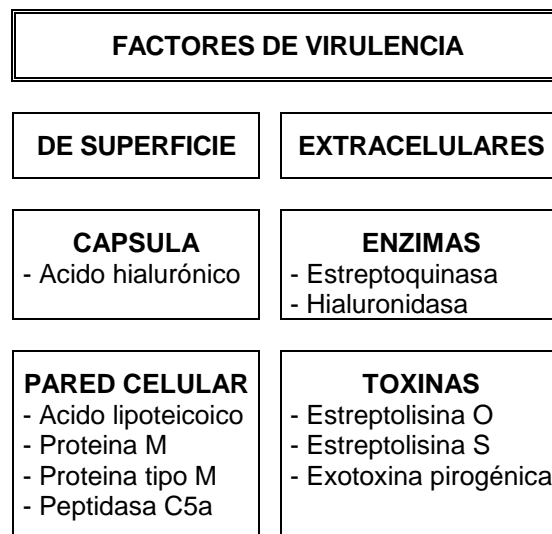 FACTORES DE VIRULENCIA
DE SUPERFICIE
EXTRACELULARES
CAPSULA
- Acido hialurónico
ENZIMAS
- Estreptoquinasa
- Hialuronidasa
PARED CELULAR
- Acido lipoteicoico
- Proteina M
- Proteina tipo M
- Peptidasa C5a
TOXINAS
- Estreptolisina O
- Estreptolisina S
- Exotoxina pirogénica